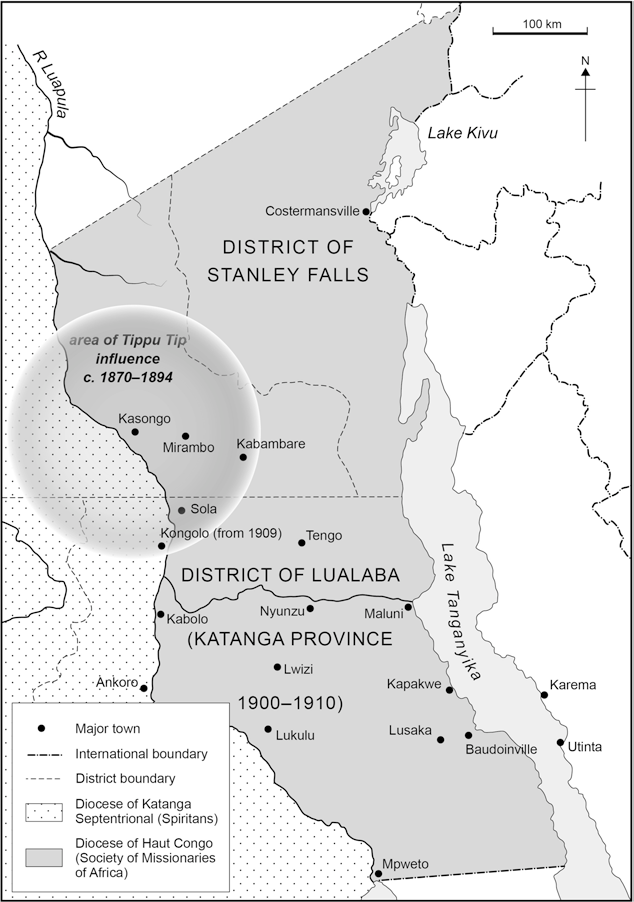 100 km
N
R Luapula
Lake Kivu
Costermansville
DISTRICT OF
STANLEY FALLS
area of Tippu Tip
influence
c. 1870–1894
Kasongo
Mirambo
Kabambare
Sola
Kongolo (from 1909)
Tengo
DISTRICT OF LUALABA
Lake Tanganyika
Kabolo
Nyunzu
Maluni
(KATANGA PROVINCE
Lwizi
Ankoro
Kapakwe
Karema
1900–1910)
Lukulu
Lusaka
Baudoinville
Utinta
Mpweto
Major town
International boundary
District boundary
Diocese of Katanga
Septentrional (Spiritans)
Diocese of Haut Congo
(Society of Missionaries
of Africa)